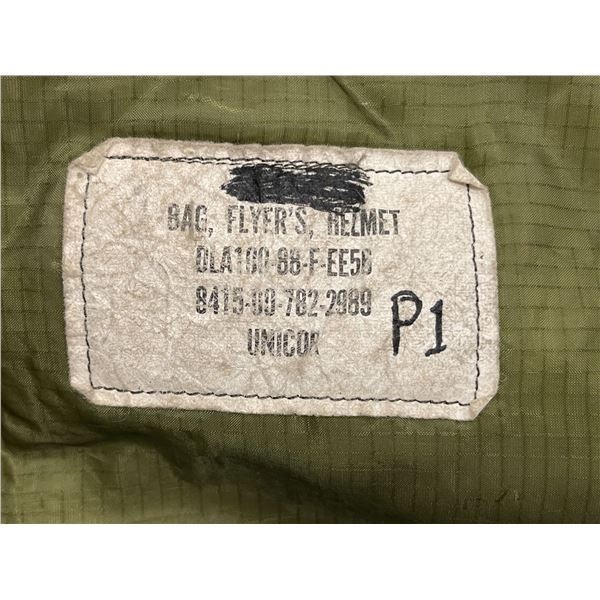 BAG, FLYER'S, HELMET
DLA100-88-F-EE56
8415-00-782-2989
UNICOR
P1